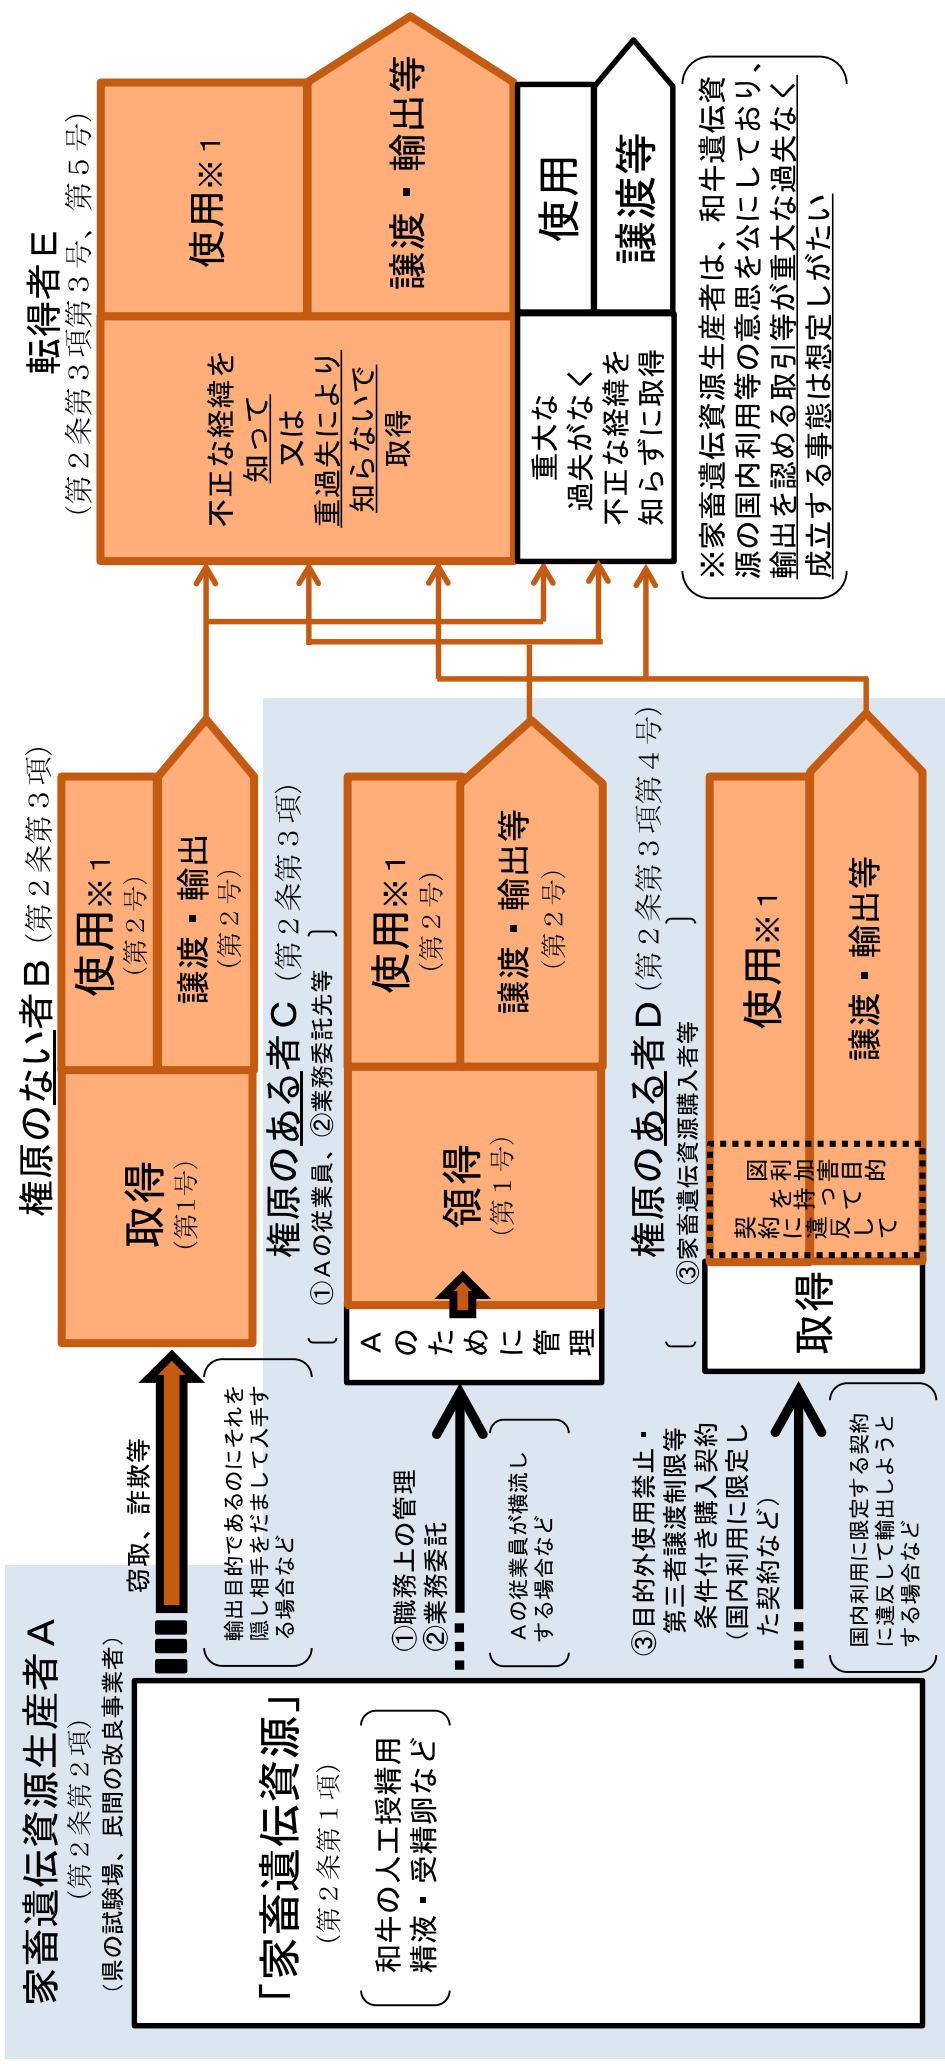 家畜遺伝資源生産者A
（第２条第２項）
（県の試験場、民間の改良事業者）
「家畜遺伝資源」
（第２条第１項）
和牛の人工授精用
精液・受精卵など
窃取、詐欺等
輸出目的であるのにそれを
隠し相手をだまして入手す
る場合など
①職務上の管理
②業務委託
Aの従業員が横流し
する場合など
③目的外使用禁止・
第三者譲渡制限等
条件付き購入契約
（国内利用に限定し
た契約など）
国内利用に限定する契約
に違反して輸出しようと
する場合など
権原のない者B（第２条第３項）
取得
（第１号）
使用※１
（第２号）
譲渡・輸出
（第２号）
権原のある者C（第２条第３項）
①Aの従業員、②業務委託先等
Aのために管理
領得
（第１号）
使用※１
（第２号）
譲渡・輸出等
（第２号）
権原のある者D（第２条第３項第４号）
③家畜遺伝資源購入者等
取得
図利加害目的
を持って
契約に違反して
使用※１
譲渡・輸出等
転得者E
（第２条第３項第３号、第５号）
不正な経緯を
知って
又は
重過失により
知らないで
取得
使用※１
譲渡・輸出等
重大な
過失がなく
不正な経緯を
知らずに取得
使用
譲渡等
※家畜遺伝資源生産者は、和牛遺伝資
源の国内利用等の意思を公にしており、
輸出を認める取引等が重大な過失なく
成立する事態は想定しがたい